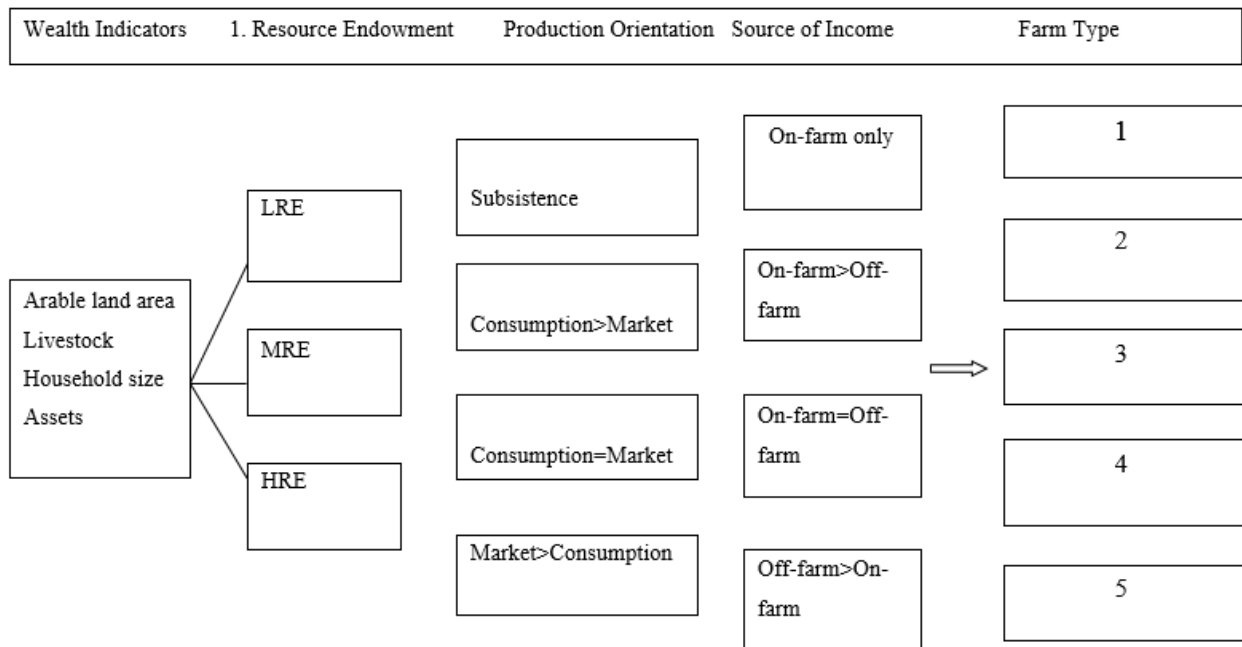 Wealth Indicators 1. Resource Endowment Production Orientation Source of Income Farm Type
Arable land area
Livestock
Household size
Assets
LRE
MRE
HRE
Subsistence
Consumption>Market
Consumption=Market
Market>Consumption
On-farm only
On-farm>Off-
farm
On-farm=Off-
farm
Off-farm>On-
farm
1
2
3
4
5